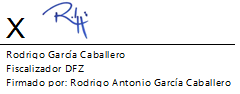 X
Rodrigo García Caballero
Fiscalizador DFZ
Firmado por: Rodrigo Antonio García Caballero